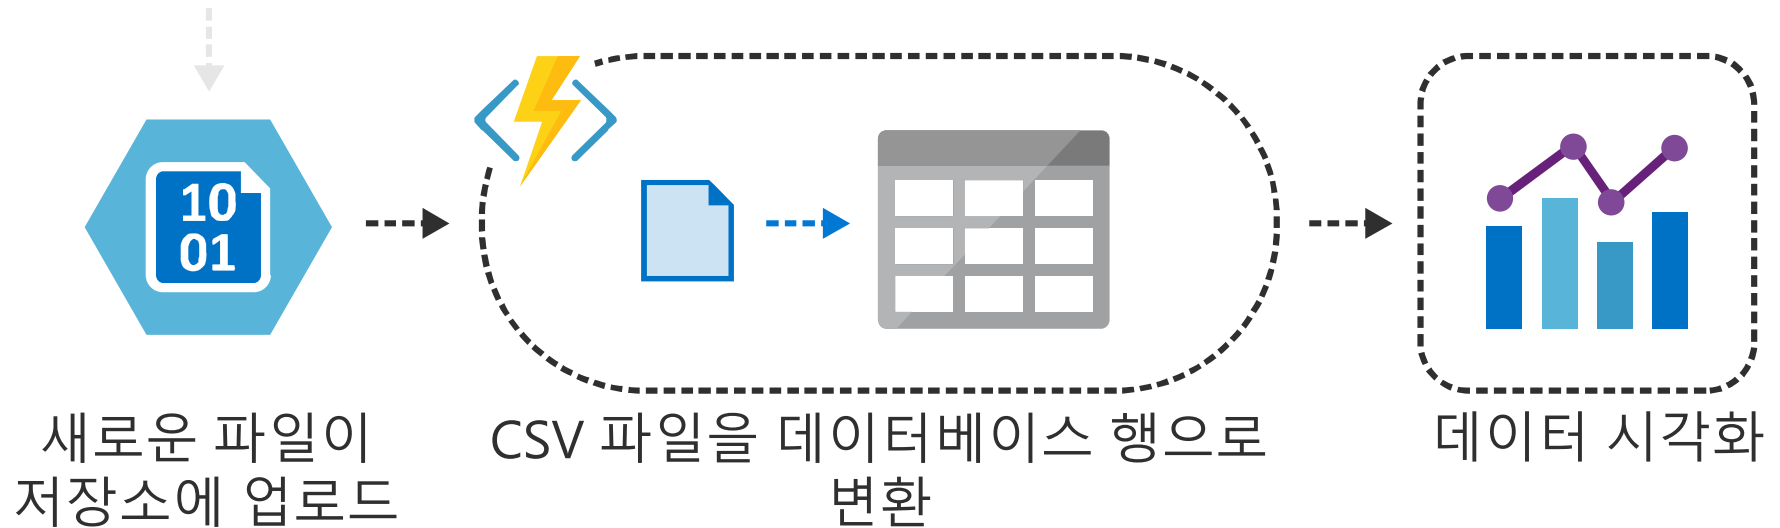 10
01
새로운 파일이
저장소에 업로드
CSV 파일을 데이터베이스 행으로
변환
데이터 시각화